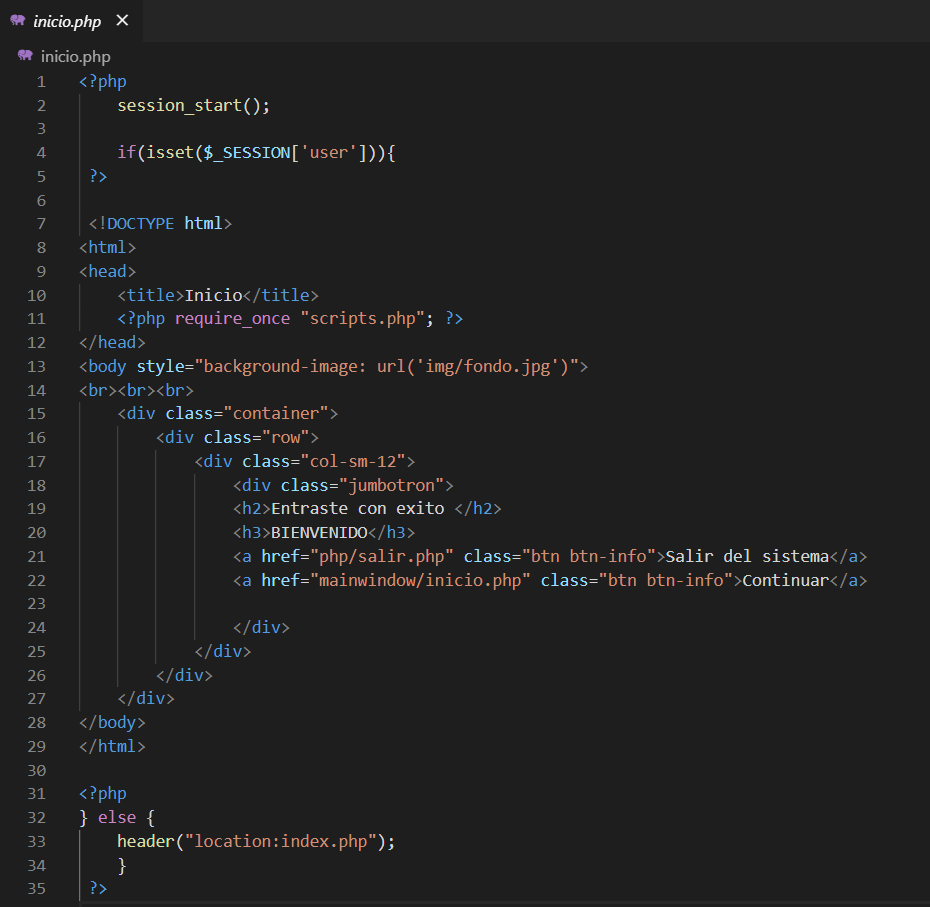 inicio.php ×
inicio.php
1 <?php
2     session_start();
3
4     if(isset($_SESSION['user'])){
5  ?>
6
7  <!DOCTYPE html>
8 <html>
9 <head>
10     <title>Inicio</title>
11     <?php require_once "scripts.php"; ?>
12 </head>
13 <body style="background-image: url('img/fondo.jpg')">
14 <br><br><br>
15     <div class="container">
16         <div class="row">
17             <div class="col-sm-12">
18                 <div class="jumbotron">
19                 <h2>Entraste con exito </h2>
20                 <h3>BIENVENIDO</h3>
21                 <a href="php/salir.php" class="btn btn-info">Salir del sistema</a>
22                 <a href="mainwindow/inicio.php" class="btn btn-info">Continuar</a>
23
24                 </div>
25             </div>
26         </div>
27     </div>
28 </body>
29 </html>
30
31 <?php
32 } else {
33     header("location:index.php");
34     }
35  ?>